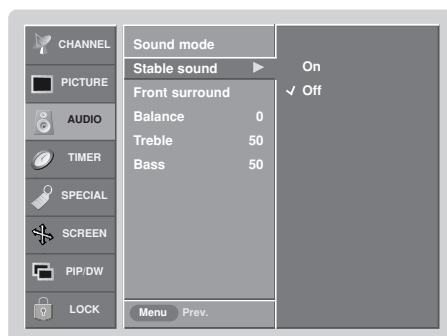 CHANNEL
PICTURE
AUDIO
TIMER
SPECIAL
SCREEN
PIP/DW
LOCK
Sound mode
Stable sound ▶
Front surround
Balance 0
Treble 50
Bass 50
Menu Prev.
On
✓ Off